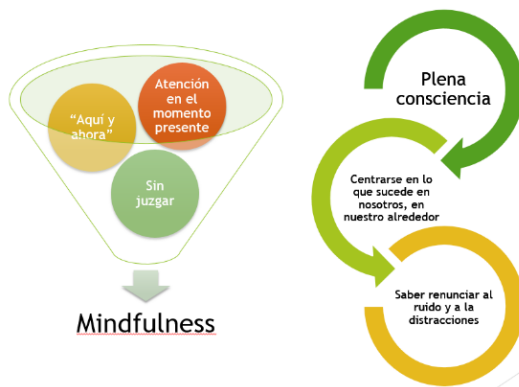 “Aquí y
ahora”
Atención
en el
momento
presente
Sin
juzgar
Mindfulness
Plena
consciencia
Centrarse en lo
que sucede en
nosotros, en
nuestro alrededor
Saber renunciar al
ruido y a la
distracciones